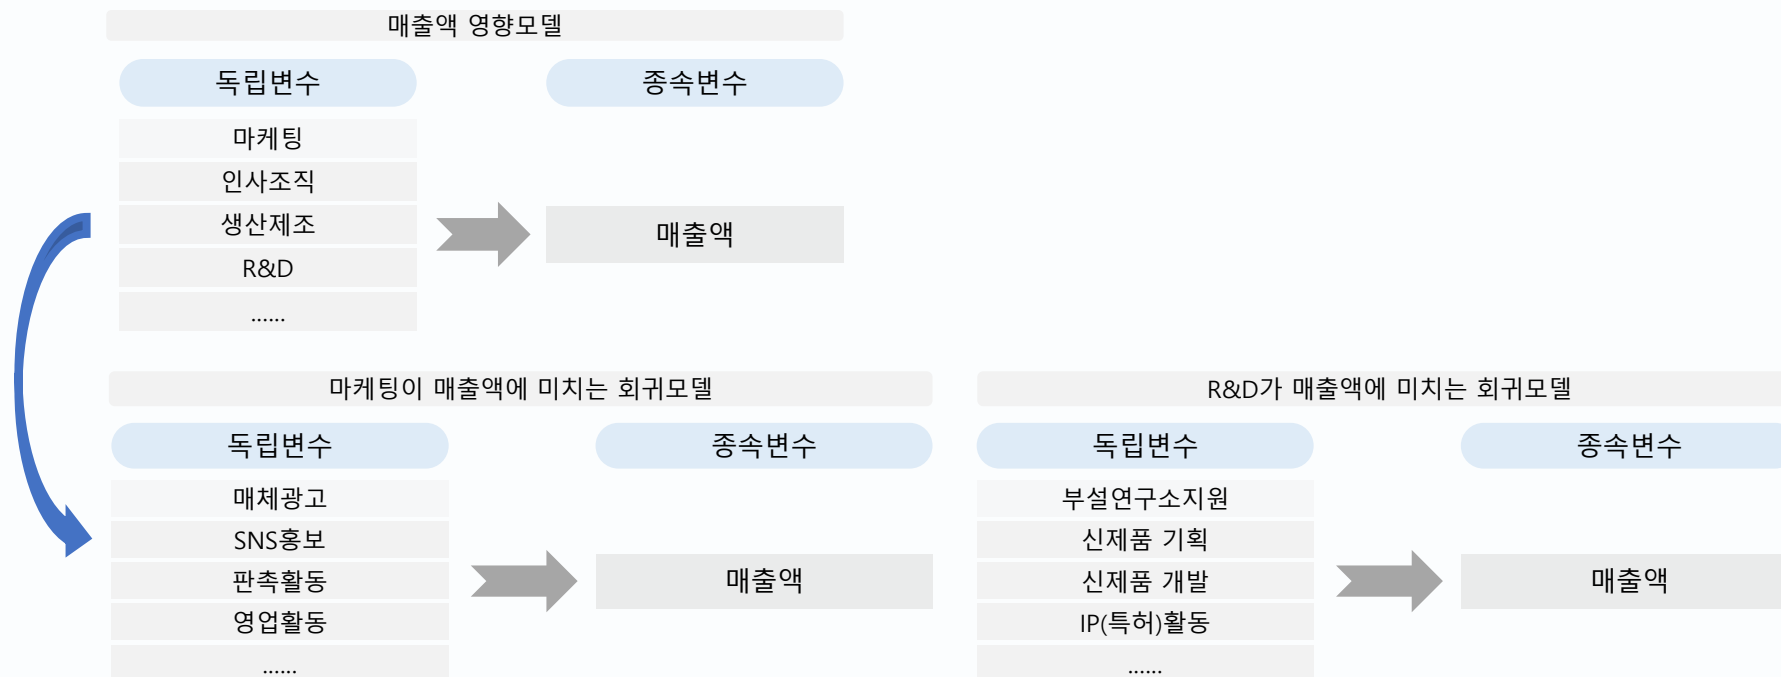 매출액 영향모델
독립변수
종속변수
마케팅
인사조직
생산제조
R&D
......
매출액
마케팅이 매출액에 미치는 회귀모델
독립변수
종속변수
매체광고
SNS홍보
판촉활동
영업활동
......
매출액
R&D가 매출액에 미치는 회귀모델
독립변수
종속변수
부설연구소지원
신제품 기획
신제품 개발
IP(특허)활동
......
매출액